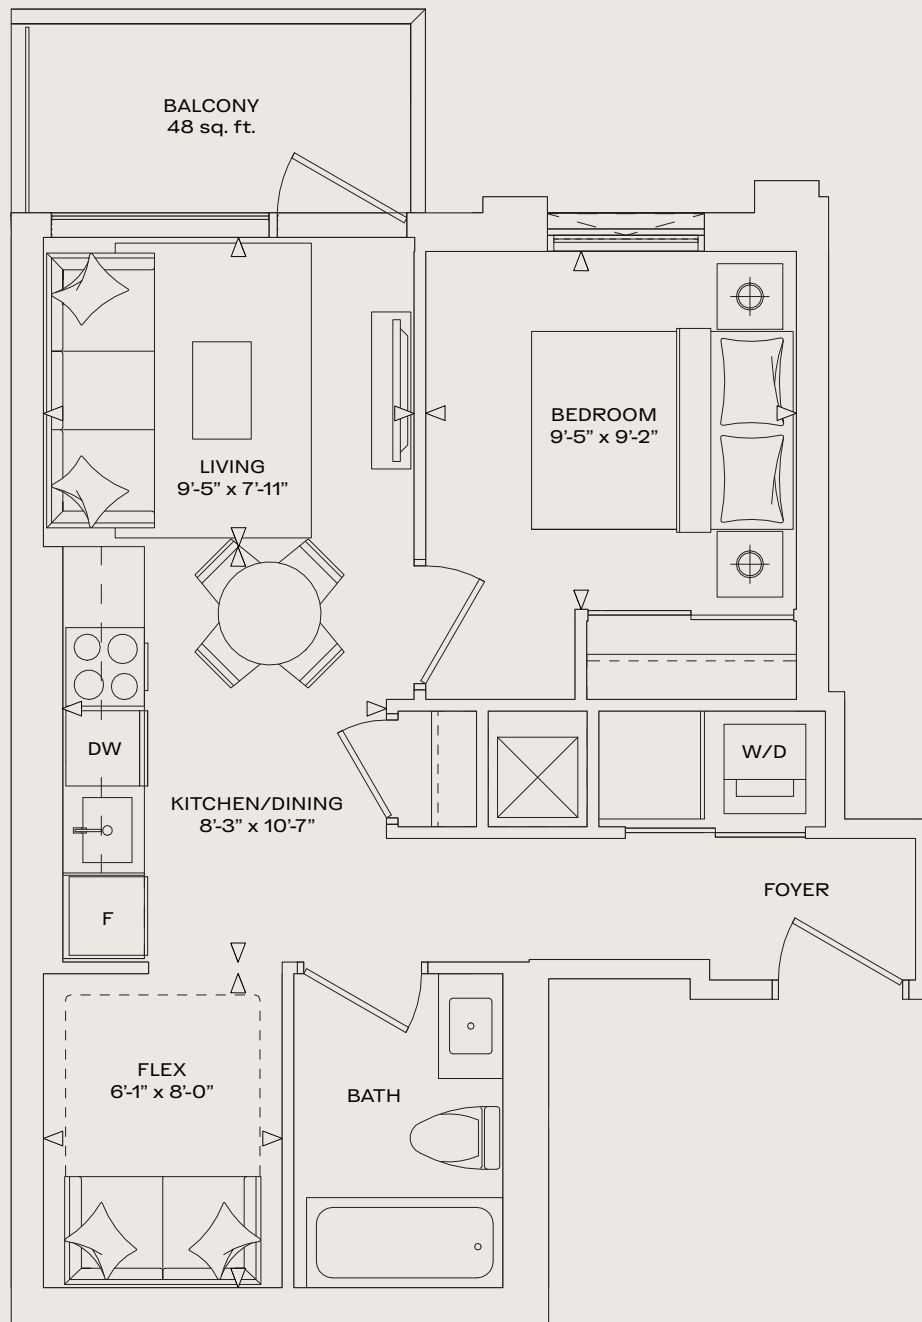 BALCONY
48 sq. ft.
BEDROOM
9'-5" x 9'-2"
LIVING
9'-5" x 7'-11"
DW
W/D
KITCHEN/DINING
8'-3" x 10'-7"
FOYER
F
FLEX
6'-1" x 8'-0"
BATH